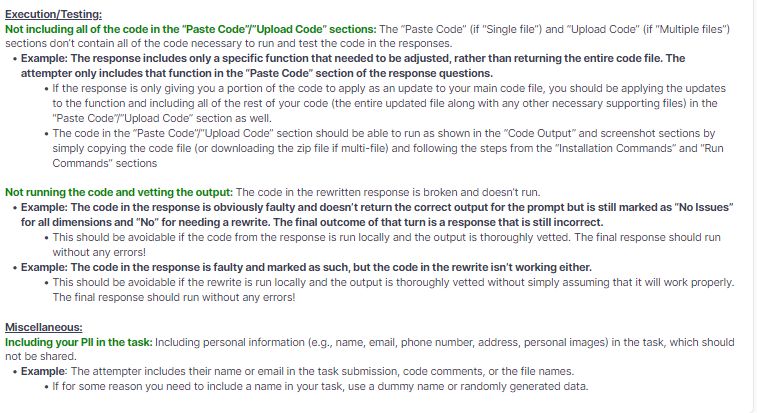 Execution/Testing:
Not including all of the code in the "Paste Code"/"Upload Code" sections: The "Paste Code" (if "Single file") and "Upload Code" (if "Multiple files")
sections don't contain all of the code necessary to run and test the code in the responses.
• Example: The response includes only a specific function that needed to be adjusted, rather than returning the entire code file. The
attempter only includes that function in the "Paste Code" section of the response questions.
• If the response is only giving you a portion of the code to apply as an update to your main code file, you should be applying the updates
to the function and including all of the rest of your code (the entire updated file along with any other necessary supporting files) in the
"Paste Code"/"Upload Code" section as well.
• The code in the "Paste Code"/"Upload Code" section should be able to run as shown in the "Code Output" and screenshot sections by
simply copying the code file (or downloading the zip file if multi-file) and following the steps from the "Installation Commands" and "Run
Commands" sections
Not running the code and vetting the output: The code in the rewritten response is broken and doesn't run.
• Example: The code in the response is obviously faulty and doesn't return the correct output for the prompt but is still marked as "No Issues"
for all dimensions and "No" for needing a rewrite. The final outcome of that turn is a response that is still incorrect.
• This should be avoidable if the code from the response is run locally and the output is thoroughly vetted. The final response should run
without any errors!
• Example: The code in the response is faulty and marked as such, but the code in the rewrite isn't working either.
• This should be avoidable if the rewrite is run locally and the output is thoroughly vetted without simply assuming that it will work properly.
The final response should run without any errors!
Miscellaneous:
Including your PII in the task: Including personal information (e.g., name, email, phone number, address, personal images) in the task, which should
not be shared.
• Example: The attempter includes their name or email in the task submission, code comments, or the file names.
• If for some reason you need to include a name in your task, use a dummy name or randomly generated data.